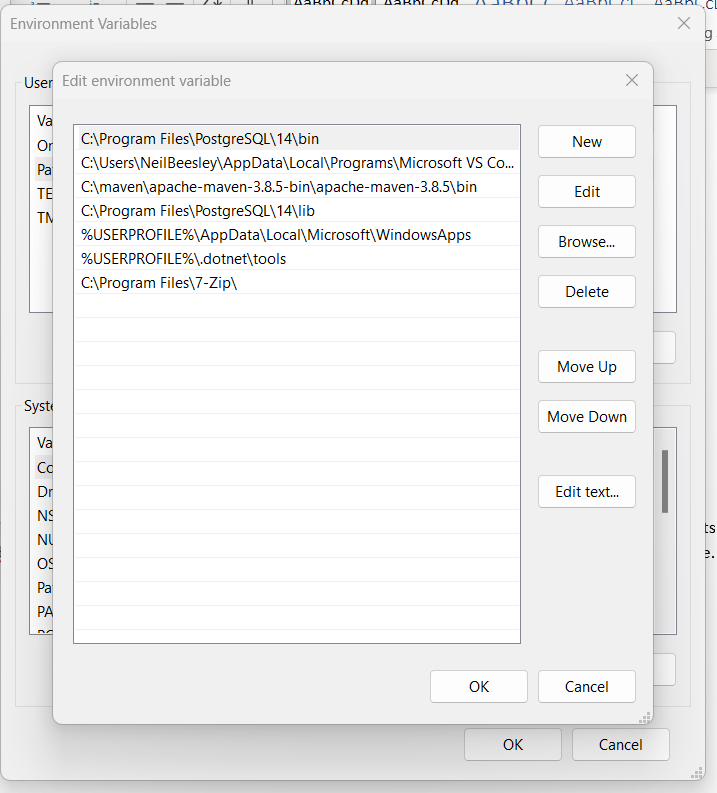 AaBbCcDd AaBbCcDd
Environment Variables
User
Edit environment variable
Va
On
Pa
TE
TM
C:\Program Files\PostgreSQL\14\bin
C:\Users\NeilBeesley\AppData\Local\Programs\Microsoft VS Co...
C:\maven\apache-maven-3.8.5-bin\apache-maven-3.8.5\bin
C:\Program Files\PostgreSQL\14\lib
%USERPROFILE%\AppData\Local\Microsoft\WindowsApps
%USERPROFILE%\.dotnet\tools
C:\Program Files\7-Zip\
New
Edit
Browse...
Delete
Move Up
Move Down
Edit text...
Syste
Va
Co
Dr
NS
NU
OS
Pa
PA
ts
e.
OK Cancel
OK Cancel